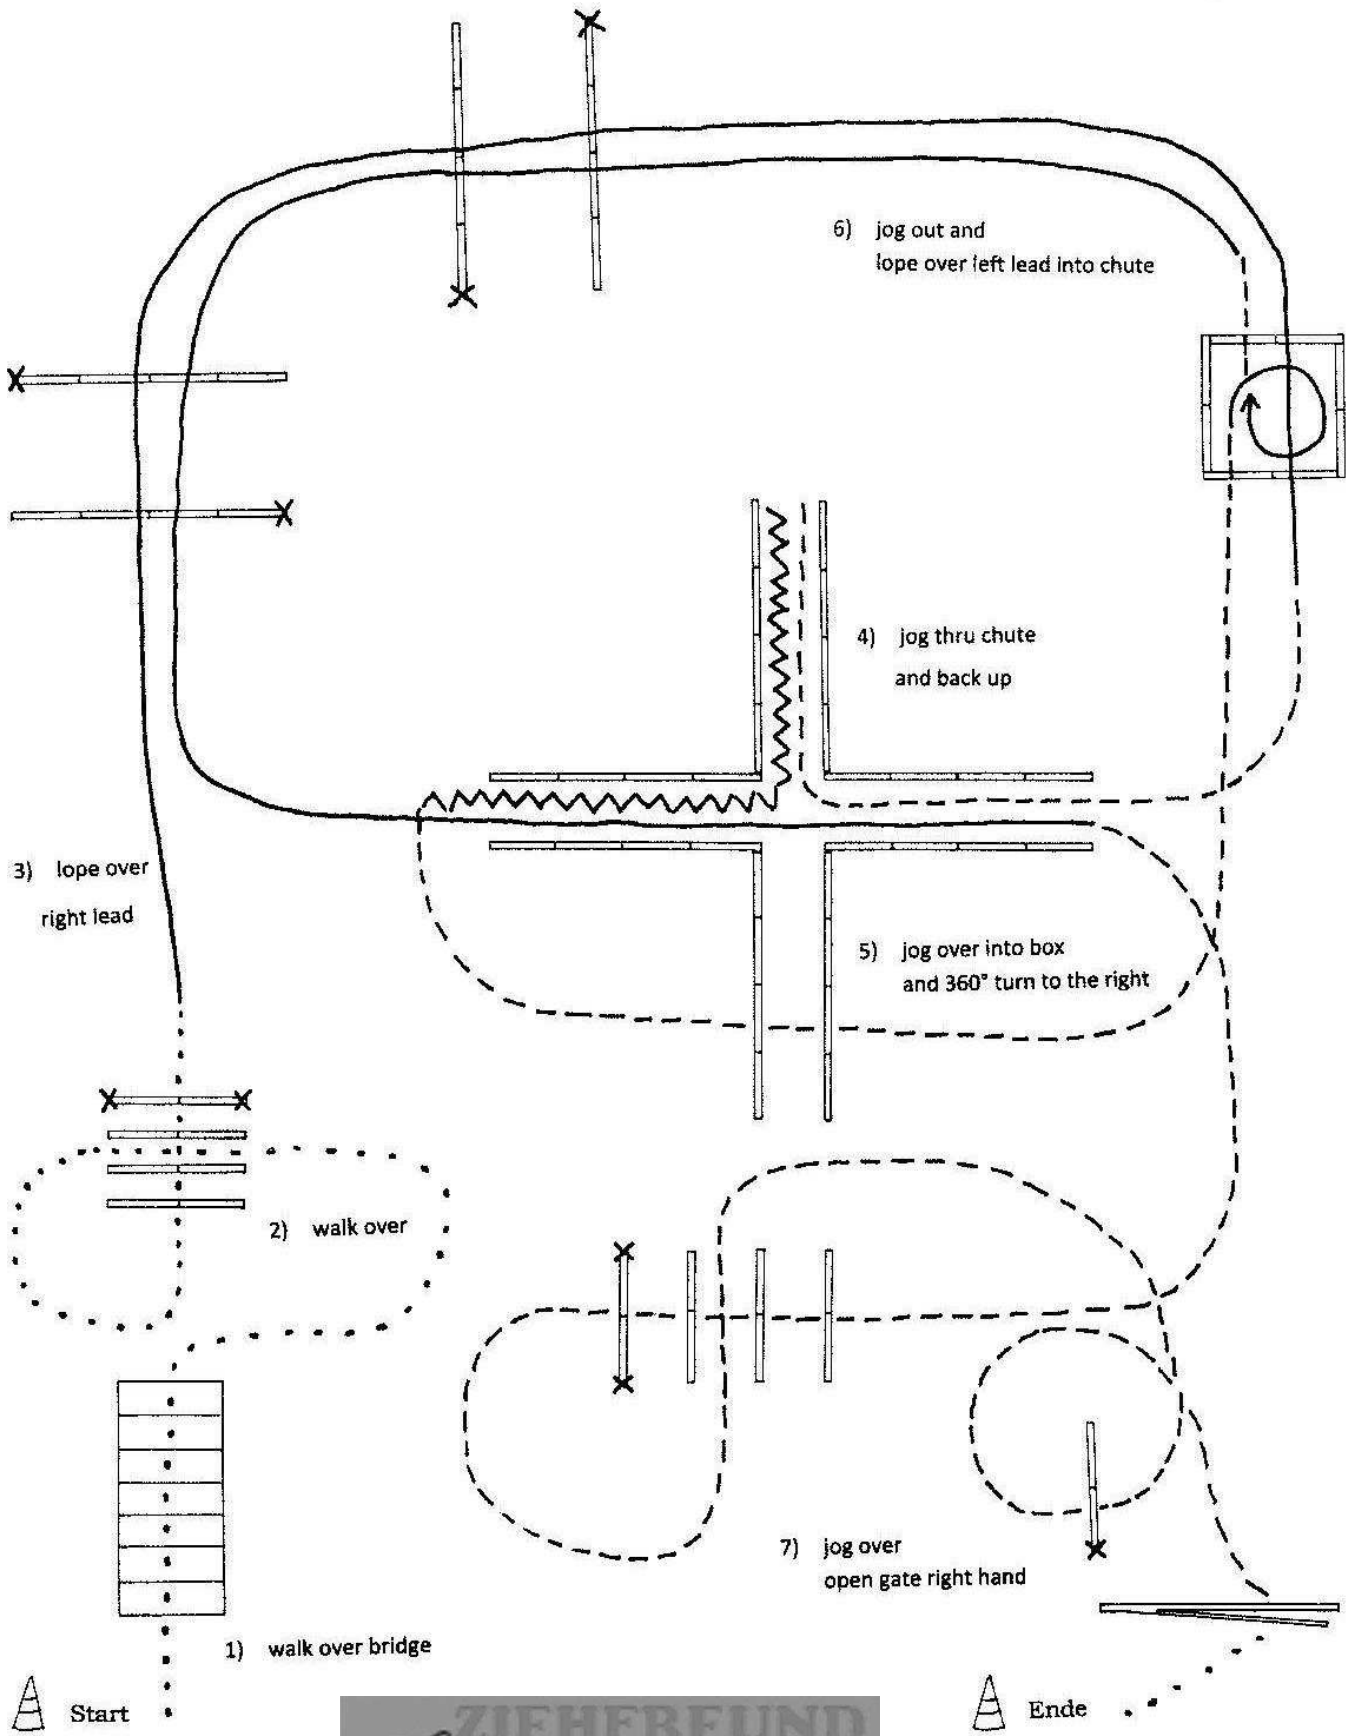 6) jog out and
lope over left lead into chute
4) jog thru chute
and back up
3) lope over
right lead
5) jog over into box
and 360° turn to the right
2) walk over
7) jog over
open gate right hand
1) walk over bridge
Start
Ende